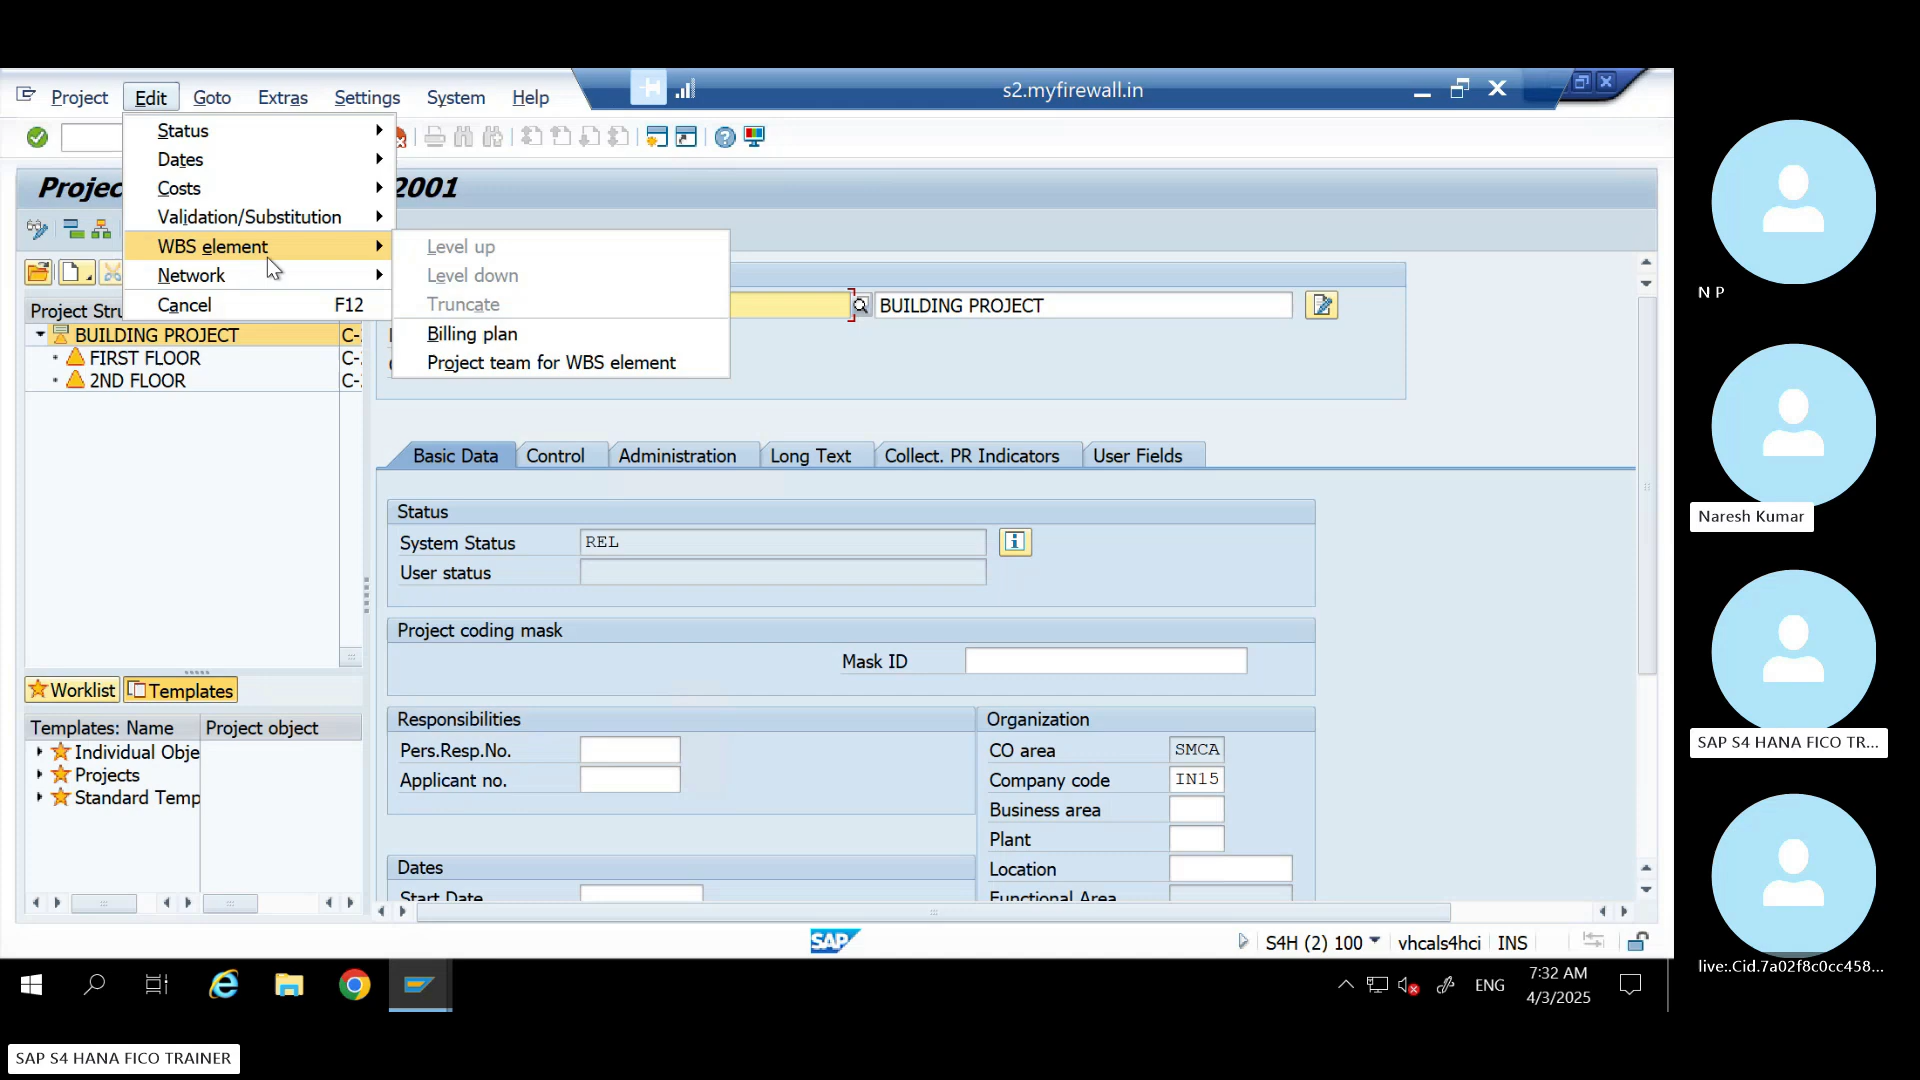 s2.myfirewall.in
Project Edit Goto Extras Settings System Help
Status
Dates
Costs
Validation/Substitution
WBS element
Network
Cancel F12
Level up
Level down
Truncate
Billing plan
Project team for WBS element
2001
BUILDING PROJECT
BUILDING PROJECT C-
FIRST FLOOR C-
2ND FLOOR C-
Basic Data Control Administration Long Text Collect. PR Indicators User Fields
Status
System Status REL
User status
Project coding mask
Mask ID
Responsibilities
Pers.Resp.No.
Applicant no.
Organization
CO area SMCA
Company code IN15
Business area
Plant
Location
Functional Area
Dates
Start Date
Worklist Templates
Templates: Name Project object
Individual Obje
Projects
Standard Temp
SAP
S4H (2) 100 vhcals4hci INS
ENG
7:32 AM
4/3/2025
N P
Naresh Kumar
SAP S4 HANA FICO TR...
live:.Cid.7a02f8c0cc458...
SAP S4 HANA FICO TRAINER